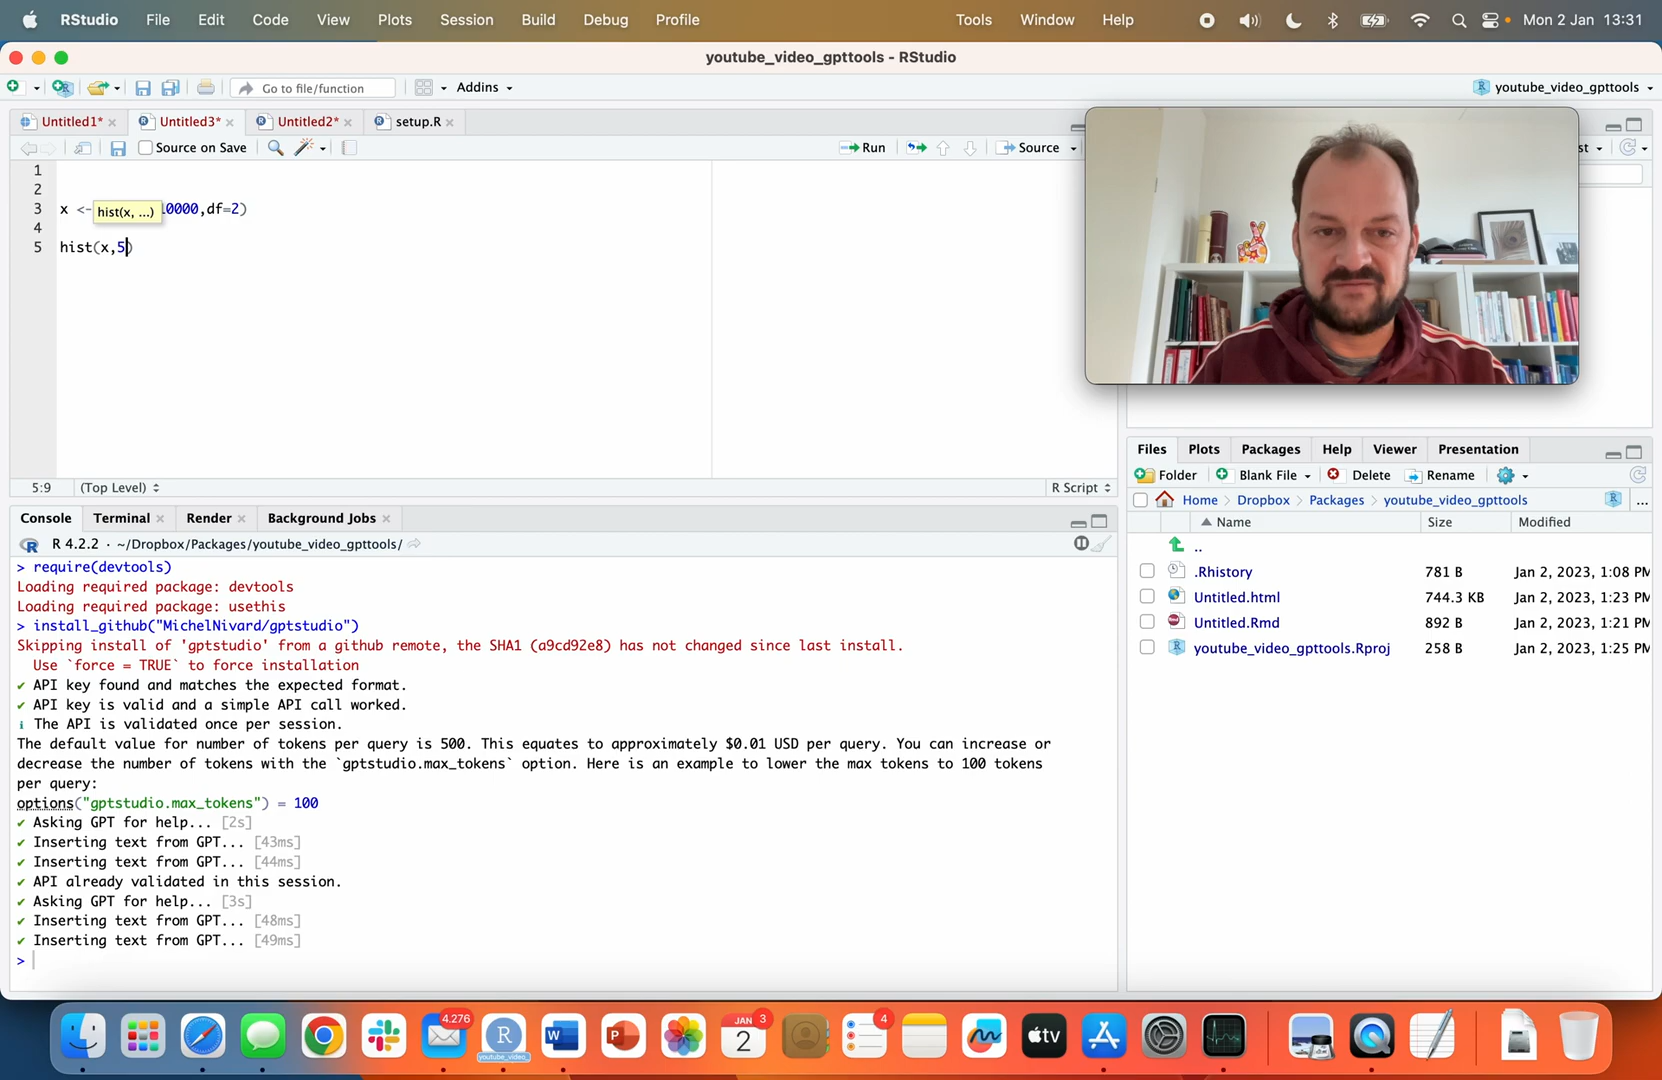 RStudio File Edit Code View Plots Session Build Debug Profile Tools Window Help Mon 2 Jan 13:31
youtube_video_gpttools - RStudio
Go to file/function Addins youtube_video_gpttools
Untitled1* Untitled3* Untitled2* setup.R
Source on Save Run Source
1
2
3 x <- 10000,df=2)
hist(x, ...)
4
5 hist(x,5)
5:9 (Top Level) R Script
Console Terminal Render Background Jobs
R 4.2.2 · ~/Dropbox/Packages/youtube_video_gpttools/
> require(devtools)
Loading required package: devtools
Loading required package: usethis
> install_github("MichelNivard/gptstudio")
Skipping install of 'gptstudio' from a github remote, the SHA1 (a9cd92e8) has not changed since last install.
Use `force = TRUE` to force installation
✔ API key found and matches the expected format.
✔ API key is valid and a simple API call worked.
ℹ The API is validated once per session.
The default value for number of tokens per query is 500. This equates to approximately $0.01 USD per query. You can increase or
decrease the number of tokens with the `gptstudio.max_tokens` option. Here is an example to lower the max tokens to 100 tokens
per query:
options("gptstudio.max_tokens") = 100
✔ Asking GPT for help... [2s]
✔ Inserting text from GPT... [43ms]
✔ Inserting text from GPT... [44ms]
✔ API already validated in this session.
✔ Asking GPT for help... [3s]
✔ Inserting text from GPT... [48ms]
✔ Inserting text from GPT... [49ms]
>
Files Plots Packages Help Viewer Presentation
Folder Blank File Delete Rename
Home Dropbox Packages youtube_video_gpttools ...
Name Size Modified
..
.Rhistory 781 B Jan 2, 2023, 1:08 PM
Untitled.html 744.3 KB Jan 2, 2023, 1:23 PM
Untitled.Rmd 892 B Jan 2, 2023, 1:21 PM
youtube_video_gpttools.Rproj 258 B Jan 2, 2023, 1:25 PM
4.276 R youtube_video_ W P JAN 2 3 4 tv